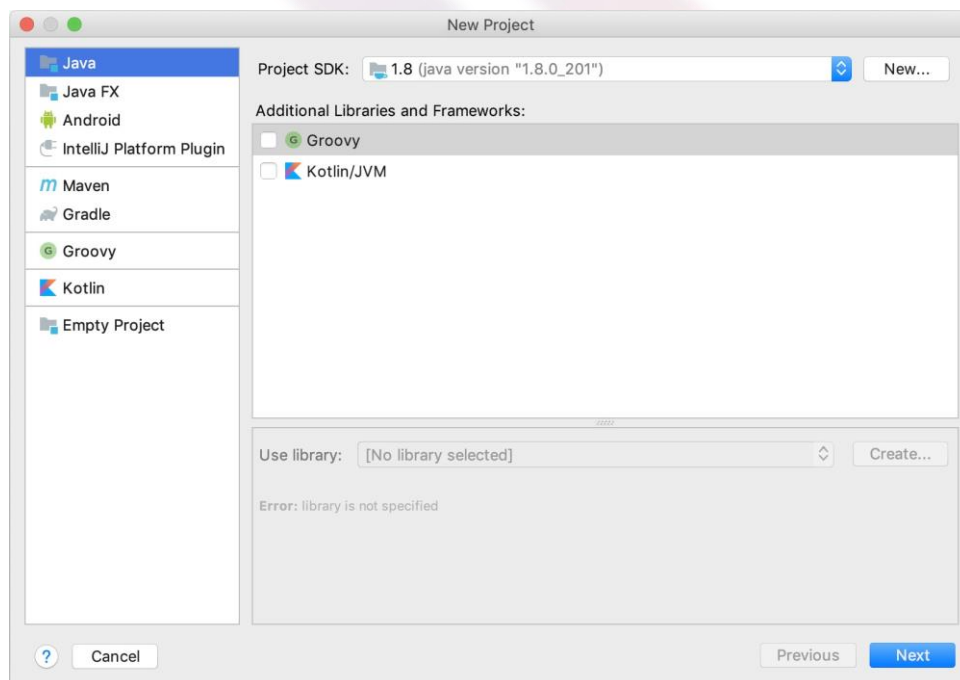 New Project
Java
Java FX
Android
IntelliJ Platform Plugin
Maven
Gradle
Groovy
Kotlin
Empty Project
Project SDK: 1.8 (java version "1.8.0_201") New...
Additional Libraries and Frameworks:
Groovy
Kotlin/JVM
Use library: [No library selected] Create...
Error: library is not specified
? Cancel Previous Next